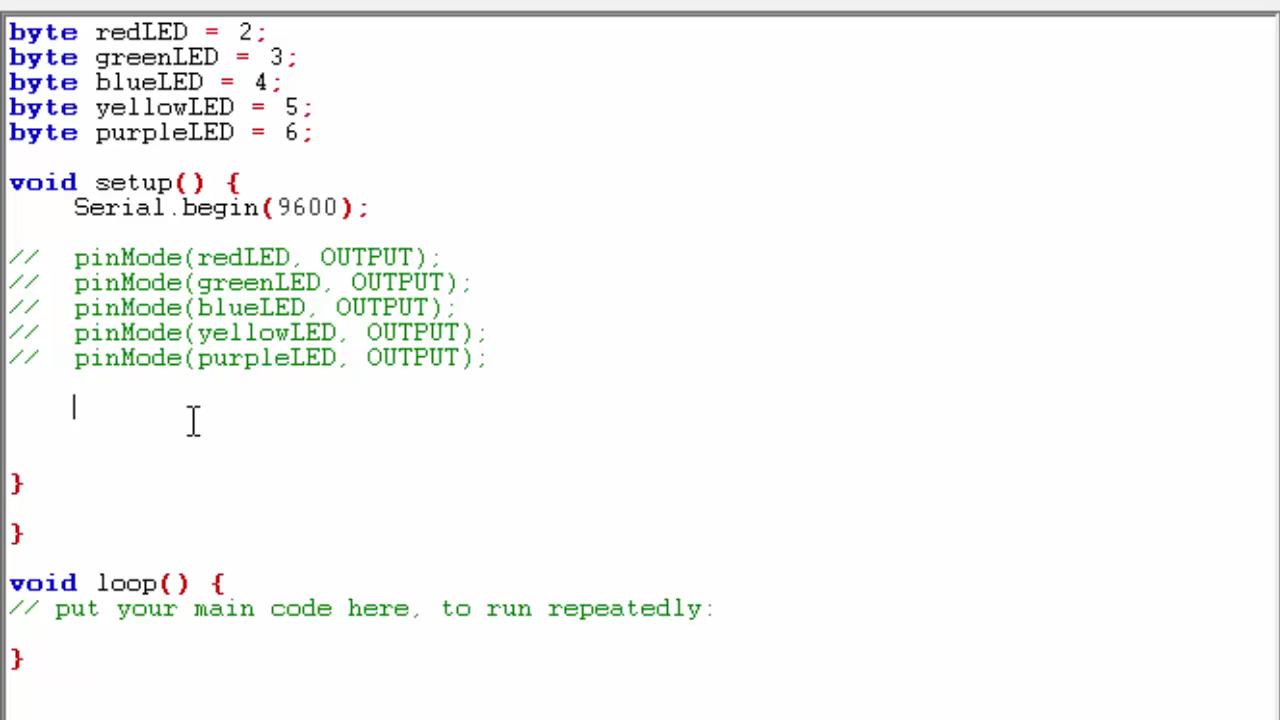 byte redLED = 2;
byte greenLED = 3;
byte blueLED = 4;
byte yellowLED = 5;
byte purpleLED = 6;
void setup() {
Serial.begin(9600);
// pinMode(redLED, OUTPUT);
// pinMode(greenLED, OUTPUT);
// pinMode(blueLED, OUTPUT);
// pinMode(yellowLED, OUTPUT);
// pinMode(purpleLED, OUTPUT);
}
}
void loop() {
// put your main code here, to run repeatedly:
}